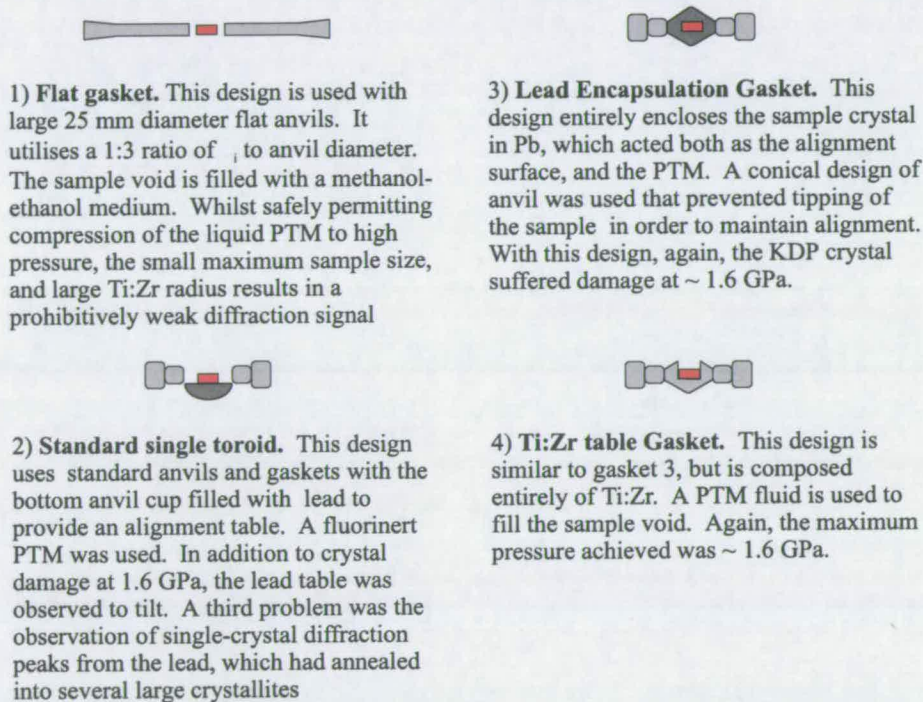 1) Flat gasket. This design is used with
large 25 mm diameter flat anvils. It
utilises a 1:3 ratio of to anvil diameter.
The sample void is filled with a methanol-
ethanol medium. Whilst safely permitting
compression of the liquid PTM to high
pressure, the small maximum sample size,
and large Ti:Zr radius results in a
prohibitively weak diffraction signal
2) Standard single toroid. This design
uses standard anvils and gaskets with the
bottom anvil cup filled with lead to
provide an alignment table. A fluorinert
PTM was used. In addition to crystal
damage at 1.6 GPa, the lead table was
observed to tilt. A third problem was the
observation of single-crystal diffraction
peaks from the lead, which had annealed
into several large crystallites
3) Lead Encapsulation Gasket. This
design entirely encloses the sample crystal
in Pb, which acted both as the alignment
surface, and the PTM. A conical design of
anvil was used that prevented tipping of
the sample in order to maintain alignment.
With this design, again, the KDP crystal
suffered damage at ~ 1.6 GPa.
4) Ti:Zr table Gasket. This design is
similar to gasket 3, but is composed
entirely of Ti:Zr. A PTM fluid is used to
fill the sample void. Again, the maximum
pressure achieved was ~ 1.6 GPa.